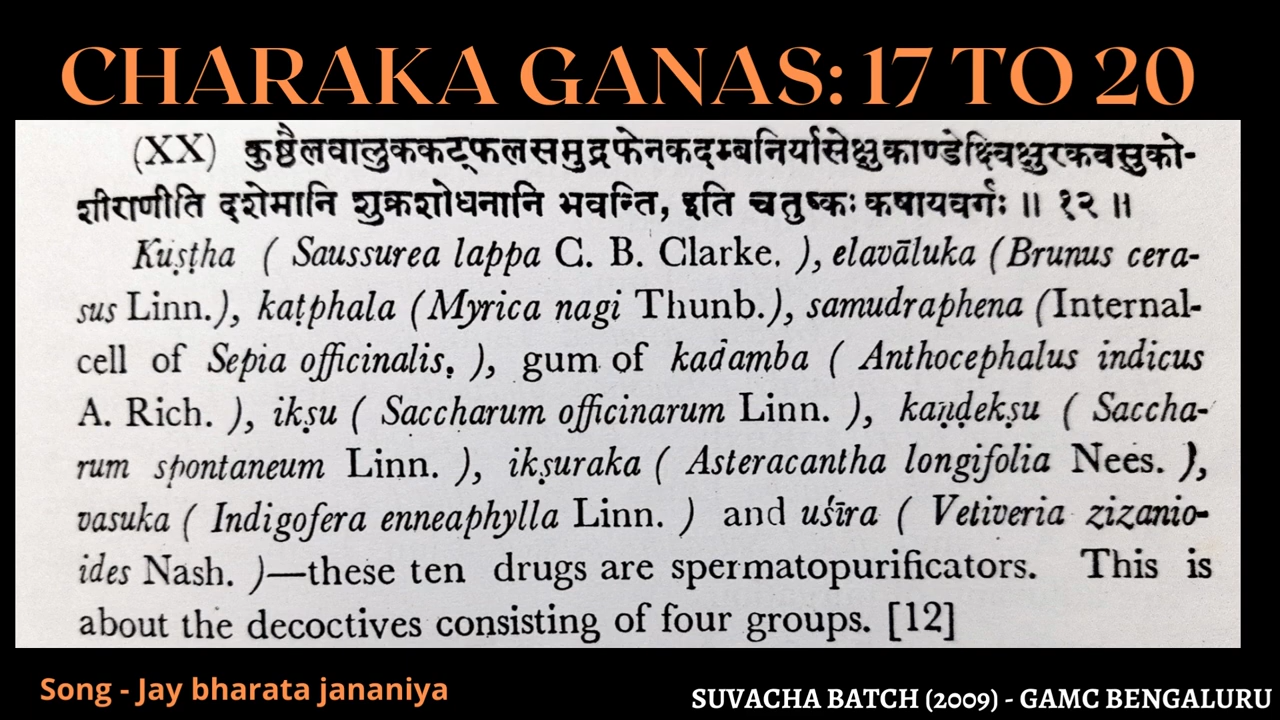 CHARAKA GANAS: 17 TO 20
(XX) कुष्ठैलवालुककट्फलसमुद्रफेनकदम्बनिर्यासेक्षुकाण्डेक्ष्विक्षुरकवसुको-
शीराणीति दशेमानि शुक्रशोधनानि भवन्ति, इति चतुष्कः कषायवर्गः ॥ १२ ॥
Kuṣṭha ( Saussurea lappa C. B. Clarke. ), elavāluka (Brunus cera-
sus Linn.), kaṭphala (Myrica nagi Thunb.), samudraphena (Internal-
cell of Sepia officinalis. ), gum of kadamba ( Anthocephalus indicus
A. Rich. ), ikṣu ( Saccharum officinarum Linn. ), kaṇḍekṣu ( Saccha-
rum spontaneum Linn. ), ikṣuraka ( Asteracantha longifolia Nees. ),
vasuka ( Indigofera enneaphylla Linn. ) and uśīra ( Vetiveria zizanio-
ides Nash. )—these ten drugs are spermatopurificators. This is
about the decoctives consisting of four groups. [12]
Song - Jay bharata jananiya
SUVACHA BATCH (2009) - GAMC BENGALURU